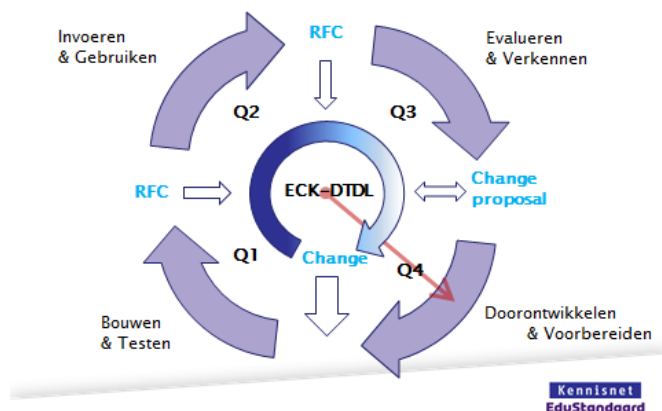 Invoeren
& Gebruiken
RFC
Evalueren
& Verkennen
Q2
Q3
RFC
ECK-DTDL
Change
proposal
Q1
Change
Q4
Bouwen
& Testen
Doorontwikkelen
& Voorbereiden
Kennisnet
EduStandaard